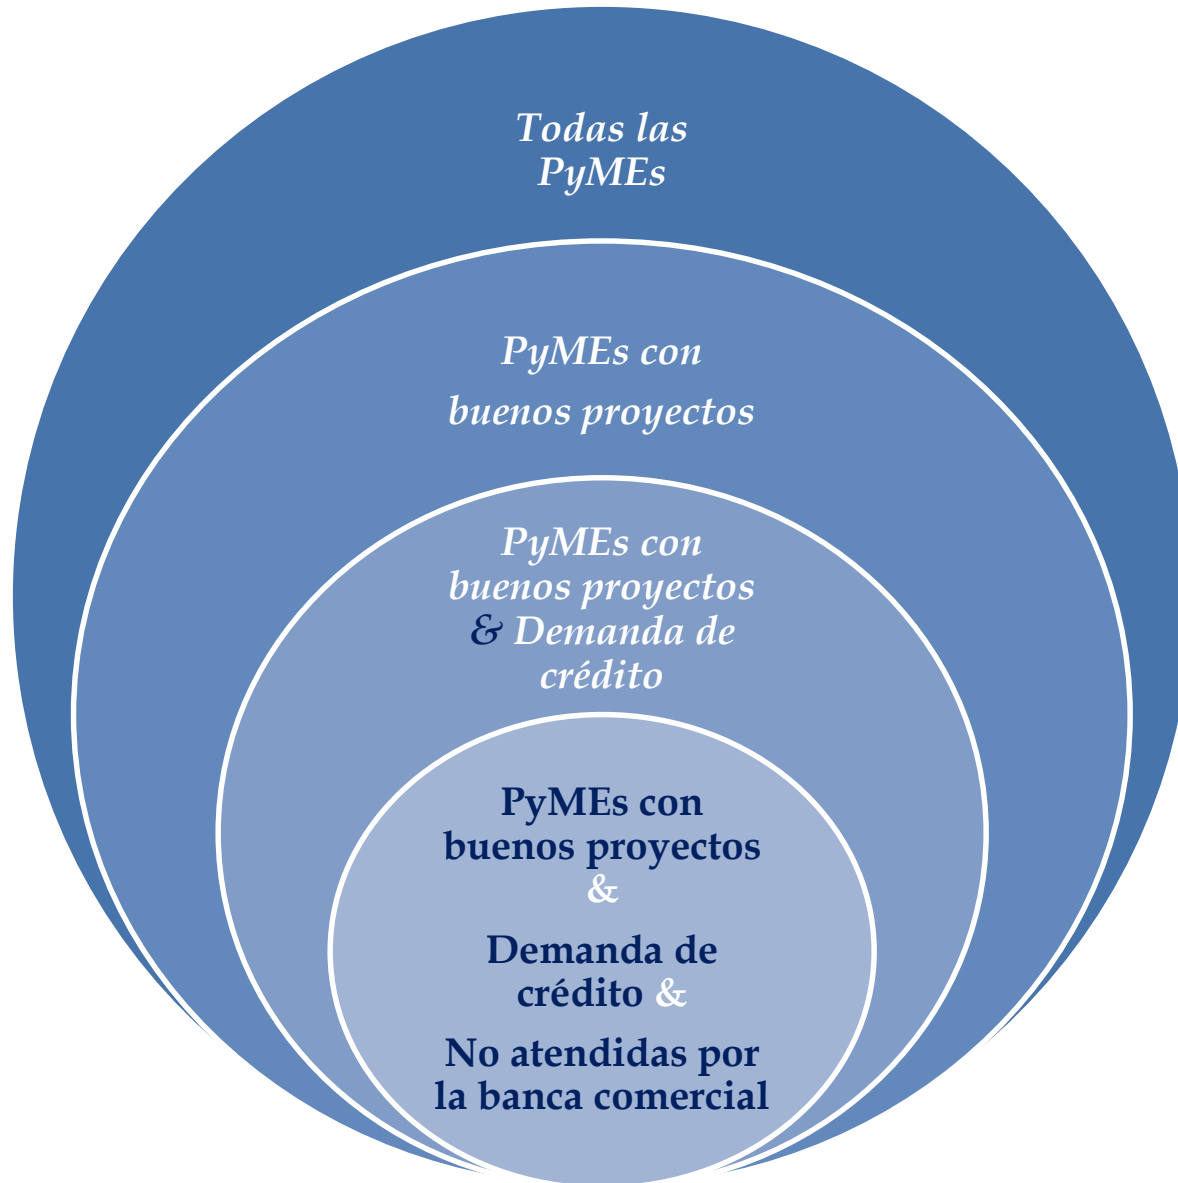 Todas las
PyMEs
PyMEs con
buenos proyectos
PyMEs con
buenos proyectos
& Demanda de
crédito
PyMEs con
buenos proyectos
&
Demanda de
crédito &
No atendidas por
la banca comercial